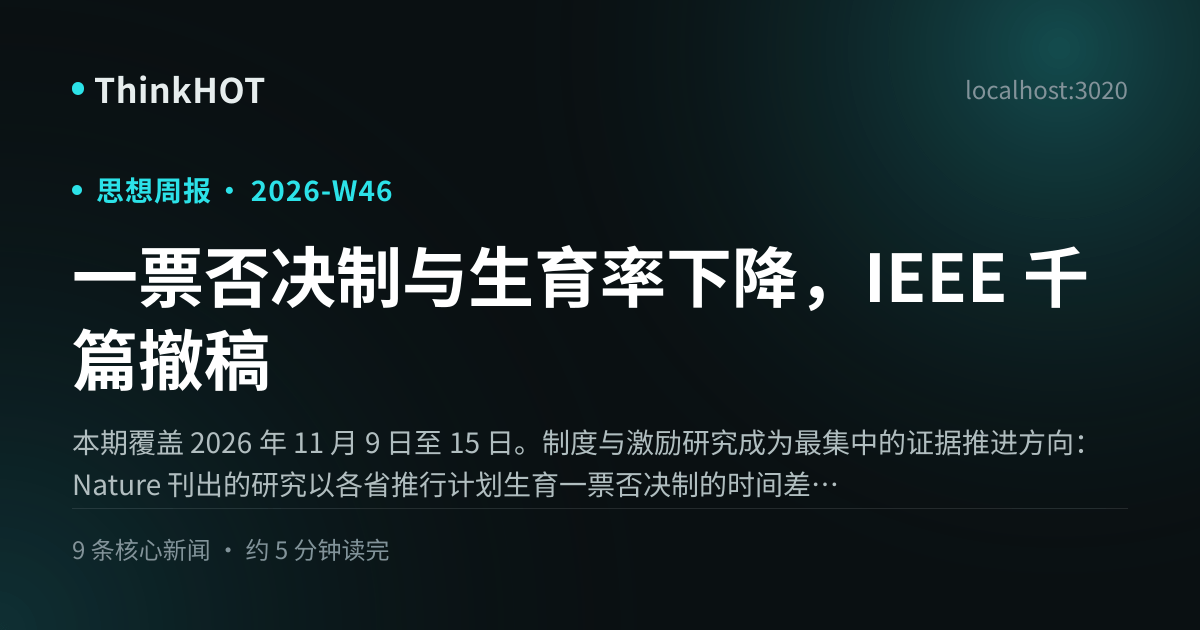 ThinkHOT
localhost:3020
思想周报 · 2026-W46
一票否决制与生育率下降，IEEE 千
篇撤稿
本期覆盖 2026 年 11 月 9 日至 15 日。制度与激励研究成为最集中的证据推进方向：
Nature 刊出的研究以各省推行计划生育一票否决制的时间差…
9 条核心新闻 · 约 5 分钟读完